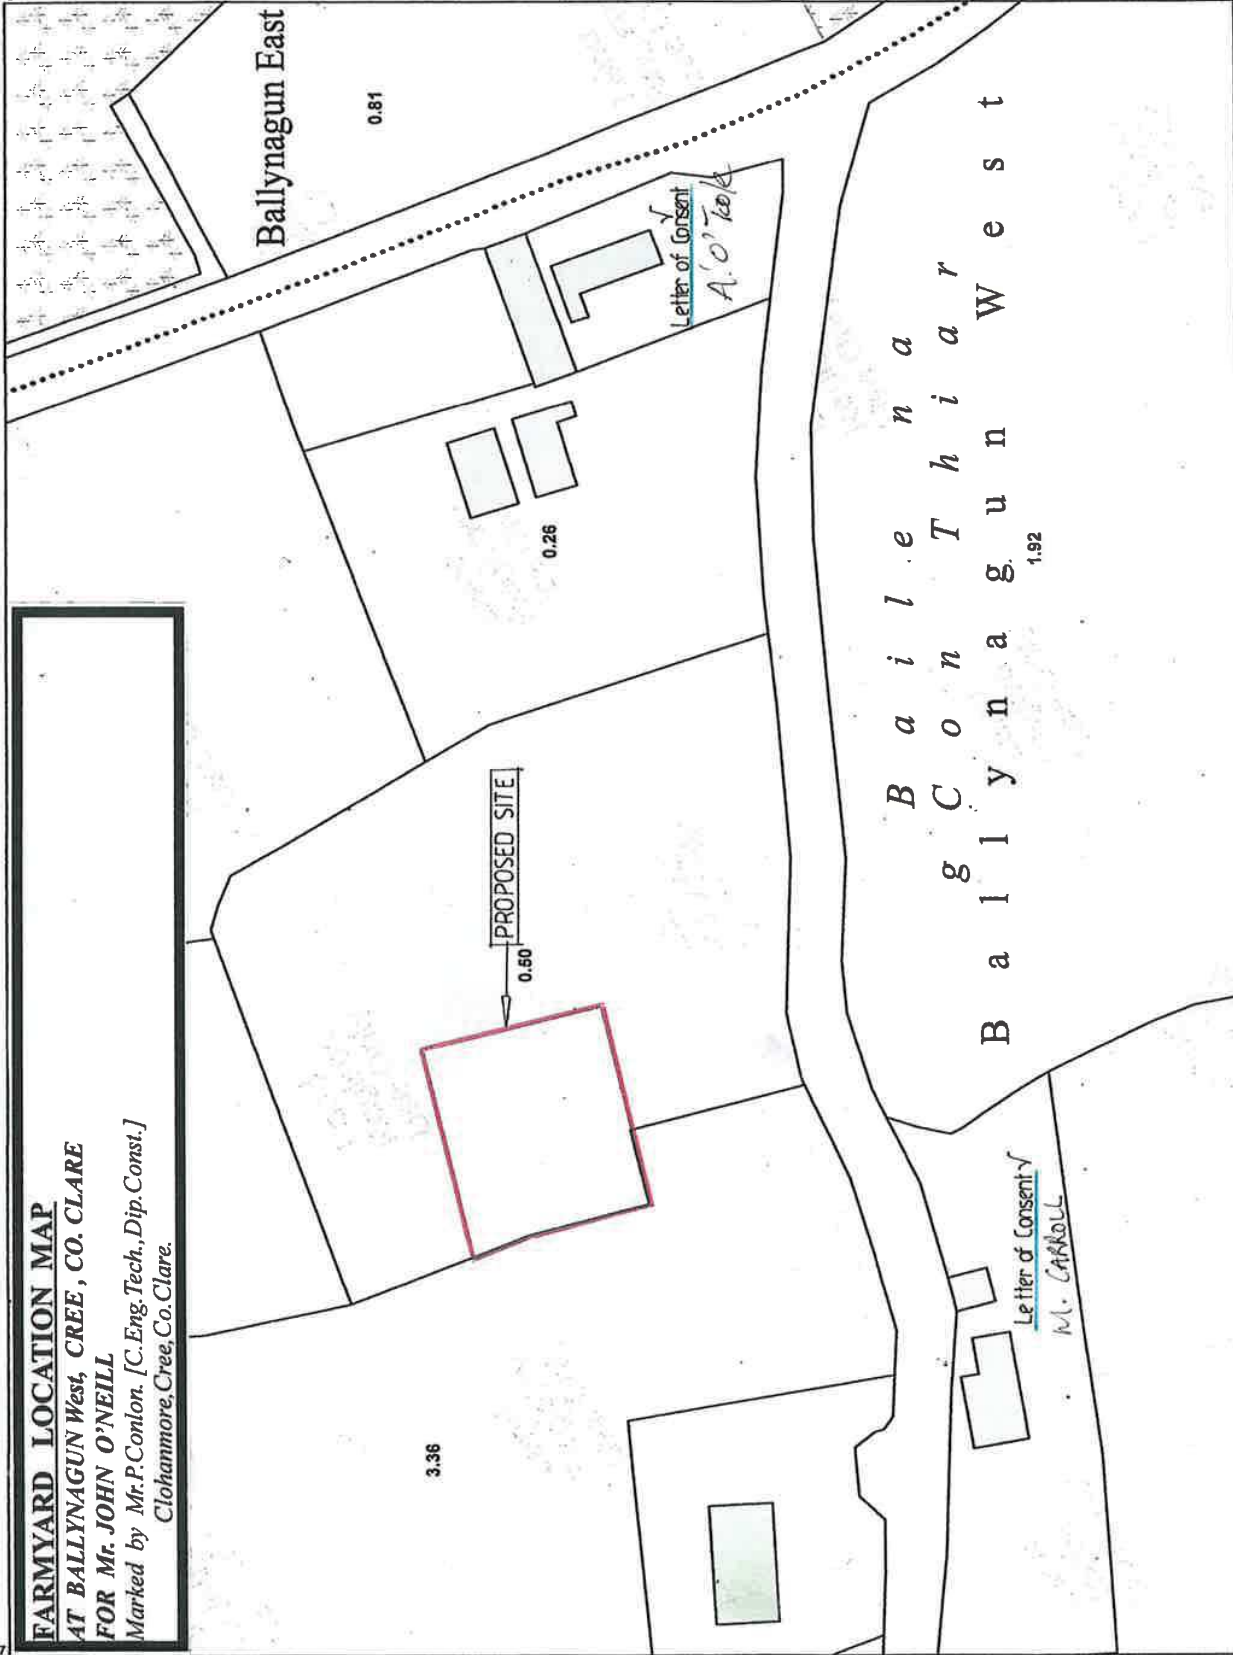 FARMYARD LOCATION MAP
AT BALLYNAGUN West, CREE, CO. CLARE
FOR Mr. JOHN O'NEILL
Marked by Mr.P.Conlon. [C.Eng.Tech.,Dip.Const.]
Clohanmore,Cree,Co.Clare.
Ballynagun East
0.81
PROPOSED SITE
0.60
0.26
3.36
Letter of Consent √
A. O'Toole
Letter of Consent √
M. CARROLL
Baile na
gCon Thiar
Ballynagun West
1.92
7